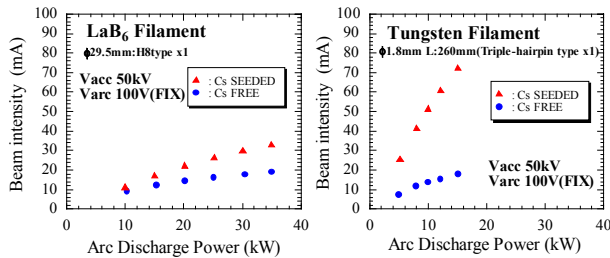 LaB6 Filament
ϕ29.5mm:H8type x1
Vacc 50kV
Varc 100V(FIX)
: Cs SEEDED
: Cs FREE
Beam intensity (mA)
100
90
80
70
60
50
40
30
20
10
0
0 10 20 30 40
Arc Discharge Power (kW)
Tungsten Filament
ϕ1.8mm L:260mm(Triple-hairpin type x1)
: Cs SEEDED
: Cs FREE
Vacc 50kV
Varc 100V(FIX)
Beam intensity (mA)
100
90
80
70
60
50
40
30
20
10
0
0 10 20 30 40
Arc Discharge Power (kW)